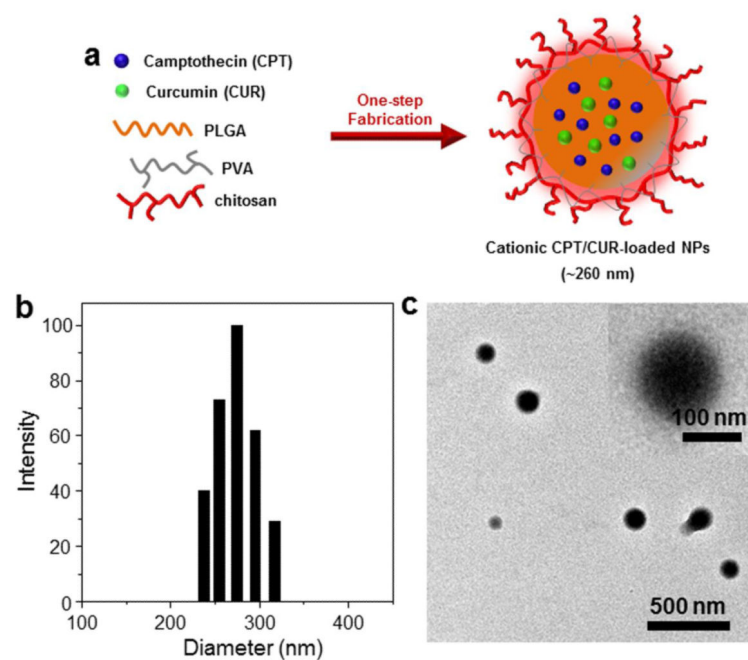 a
Camptothecin (CPT)
Curcumin (CUR)
PLGA
PVA
chitosan
One-step
Fabrication
Cationic CPT/CUR-loaded NPs
(~260 nm)
b
100
80
60
40
20
0
Intensity
100
200
300
400
Diameter (nm)
c
100 nm
500 nm